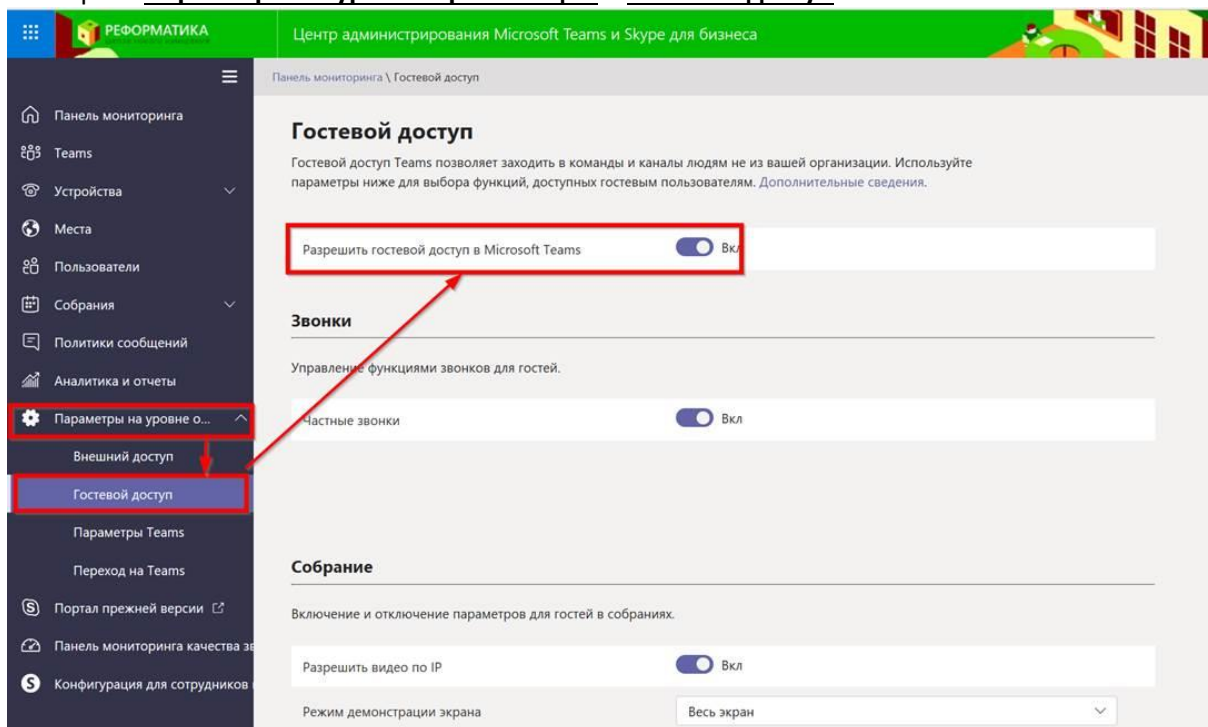 РЕФОРМАТИКА
Центр администрирования Microsoft Teams и Skype для бизнеса
Панель мониторинга \ Гостевой доступ
Панель мониторинга
Teams
Устройства
Места
Пользователи
Собрания
Политики сообщений
Аналитика и отчеты
Параметры на уровне о...
Внешний доступ
Гостевой доступ
Параметры Teams
Переход на Teams
Портал прежней версии
Панель мониторинга качества зв
Конфигурация для сотрудников
Гостевой доступ
Гостевой доступ Teams позволяет заходить в команды и каналы людям не из вашей организации. Используйте
параметры ниже для выбора функций, доступных гостевым пользователям. Дополнительные сведения.
Разрешить гостевой доступ в Microsoft Teams Вкл
Звонки
Управление функциями звонков для гостей.
Частные звонки Вкл
Собрание
Включение и отключение параметров для гостей в собраниях.
Разрешить видео по IP Вкл
Режим демонстрации экрана Весь экран